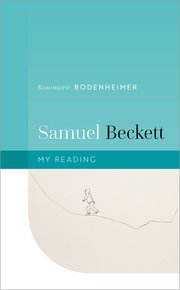 Rosemarie BODENHEIMER
Samuel Beckett
MY READING